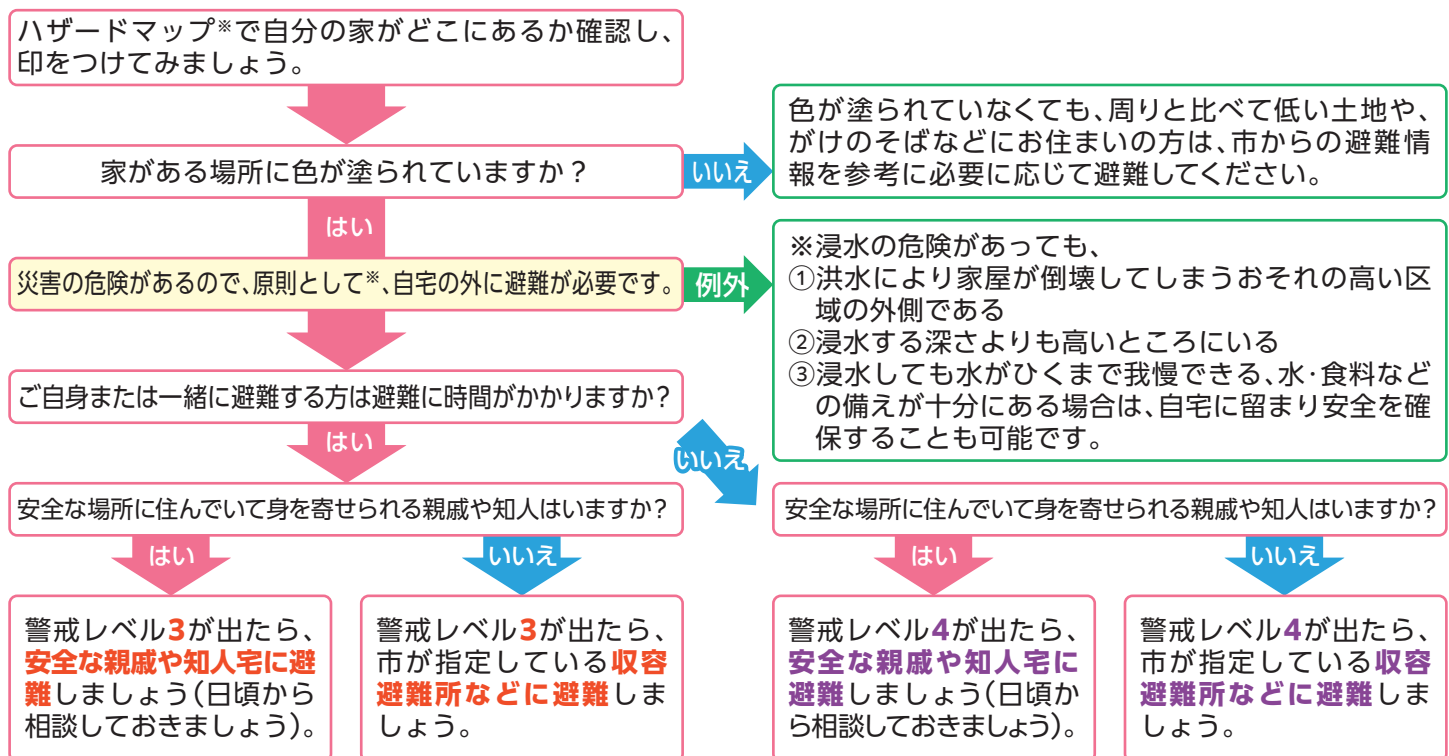 ハザードマップ※で自分の家がどこにあるか確認し、
印をつけてみましょう。
家がある場所に色が塗られていますか？
いいえ
色が塗られていなくても、周りと比べて低い土地や、
がけのそばなどにお住まいの方は、市からの避難情
報を参考に必要に応じて避難してください。
はい
災害の危険があるので、原則として※、自宅の外に避難が必要です。
例外
※浸水の危険があっても、
①洪水により家屋が倒壊してしまうおそれの高い区
域の外側である
②浸水する深さよりも高いところにいる
③浸水しても水がひくまで我慢できる、水・食料など
の備えが十分にある場合は、自宅に留まり安全を確
保することも可能です。
ご自身または一緒に避難する方は避難に時間がかかりますか？
はい
いいえ
安全な場所に住んでいて身を寄せられる親戚や知人はいますか？
はい
いいえ
警戒レベル3が出たら、
安全な親戚や知人宅に避
難しましょう（日頃から
相談しておきましょう）。
警戒レベル3が出たら、
市が指定している収容
避難所などに避難しま
しょう。
安全な場所に住んでいて身を寄せられる親戚や知人はいますか？
はい
いいえ
警戒レベル4が出たら、
安全な親戚や知人宅に
避難しましょう（日頃か
ら相談しておきましょう）。
警戒レベル4が出たら、
市が指定している収容
避難所などに避難しま
しょう。